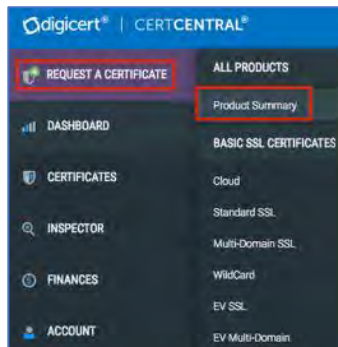 digicert® | CERTCENTRAL®
REQUEST A CERTIFICATE
DASHBOARD
CERTIFICATES
INSPECTOR
FINANCES
ACCOUNT
ALL PRODUCTS
Product Summary
BASIC SSL CERTIFICATES
Cloud
Standard SSL
Multi-Domain SSL
WildCard
EV SSL
EV Multi-Domain